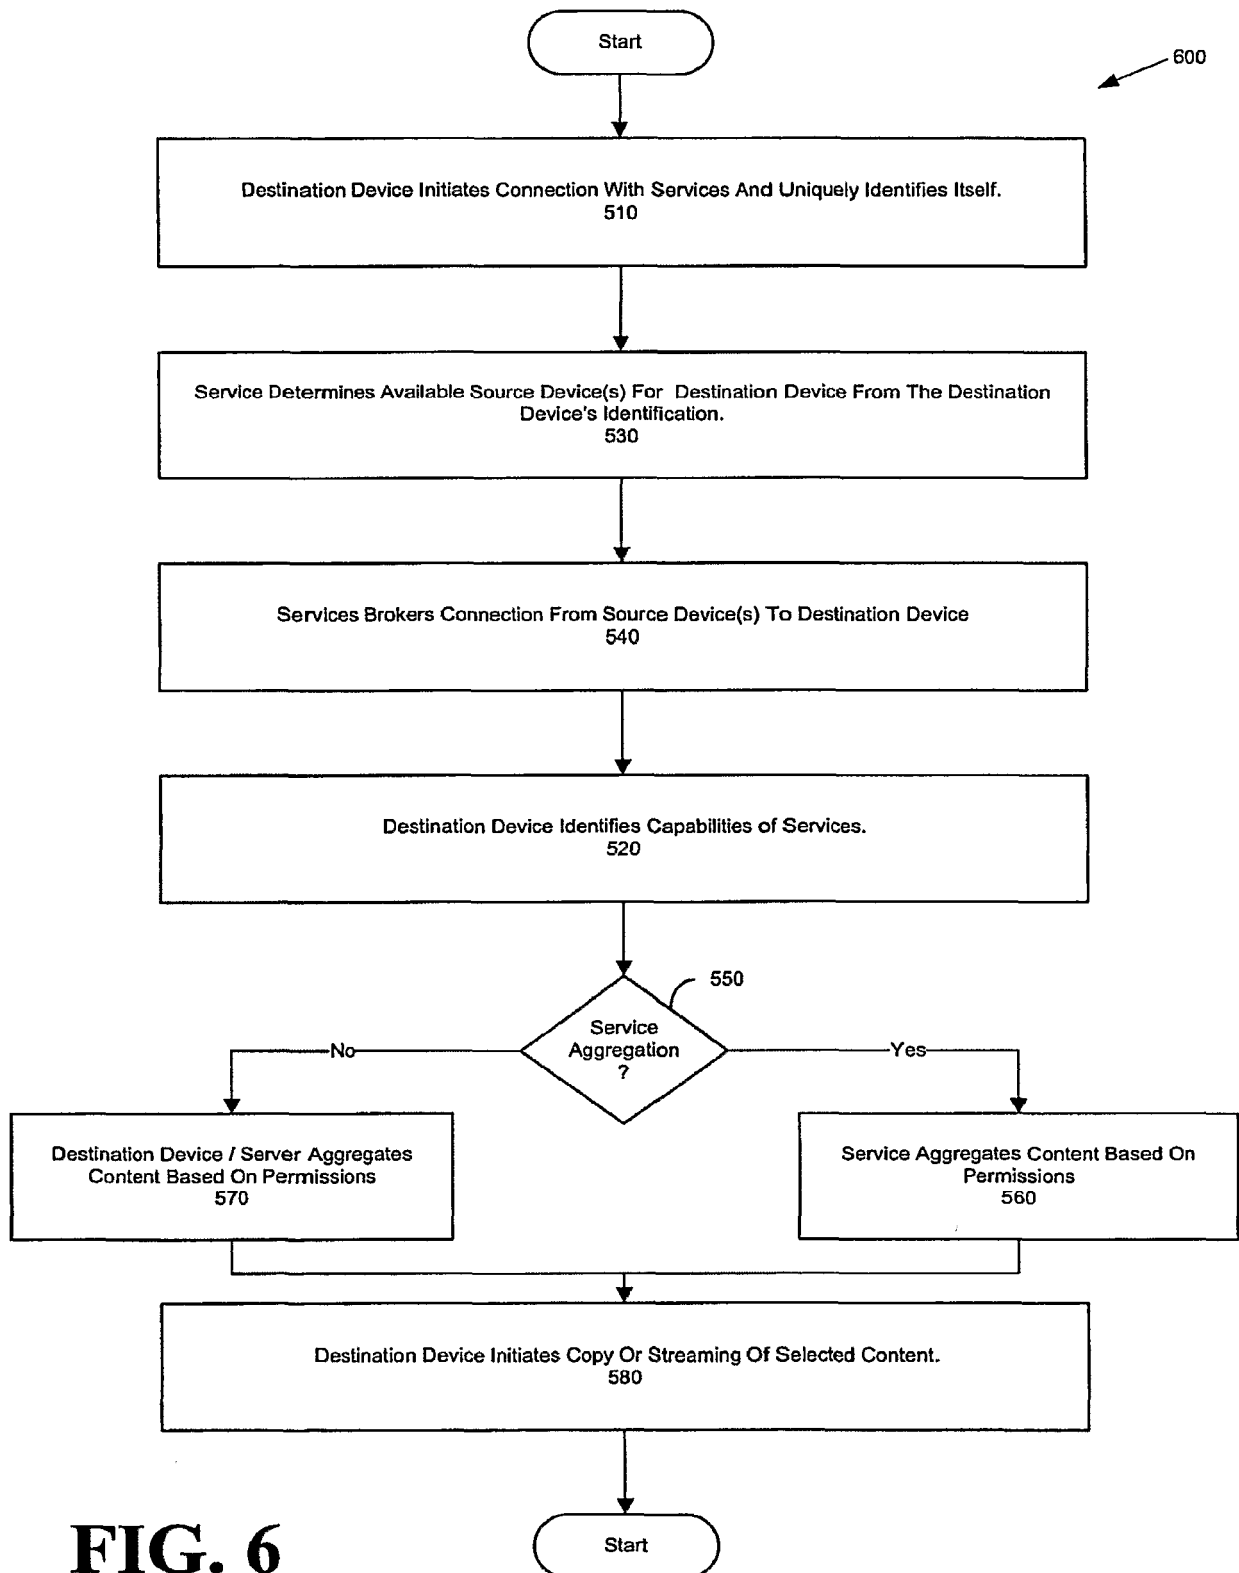 Start
600
Destination Device Initiates Connection With Services And Uniquely Identifies Itself.
510
Service Determines Available Source Device(s) For Destination Device From The Destination
Device's Identification.
530
Services Brokers Connection From Source Device(s) To Destination Device
540
Destination Device Identifies Capabilities of Services.
520
550
Service
Aggregation
?
No
Yes
Destination Device / Server Aggregates
Content Based On Permissions
570
Service Aggregates Content Based On
Permissions
560
Destination Device Initiates Copy Or Streaming Of Selected Content.
580
Start
FIG. 6